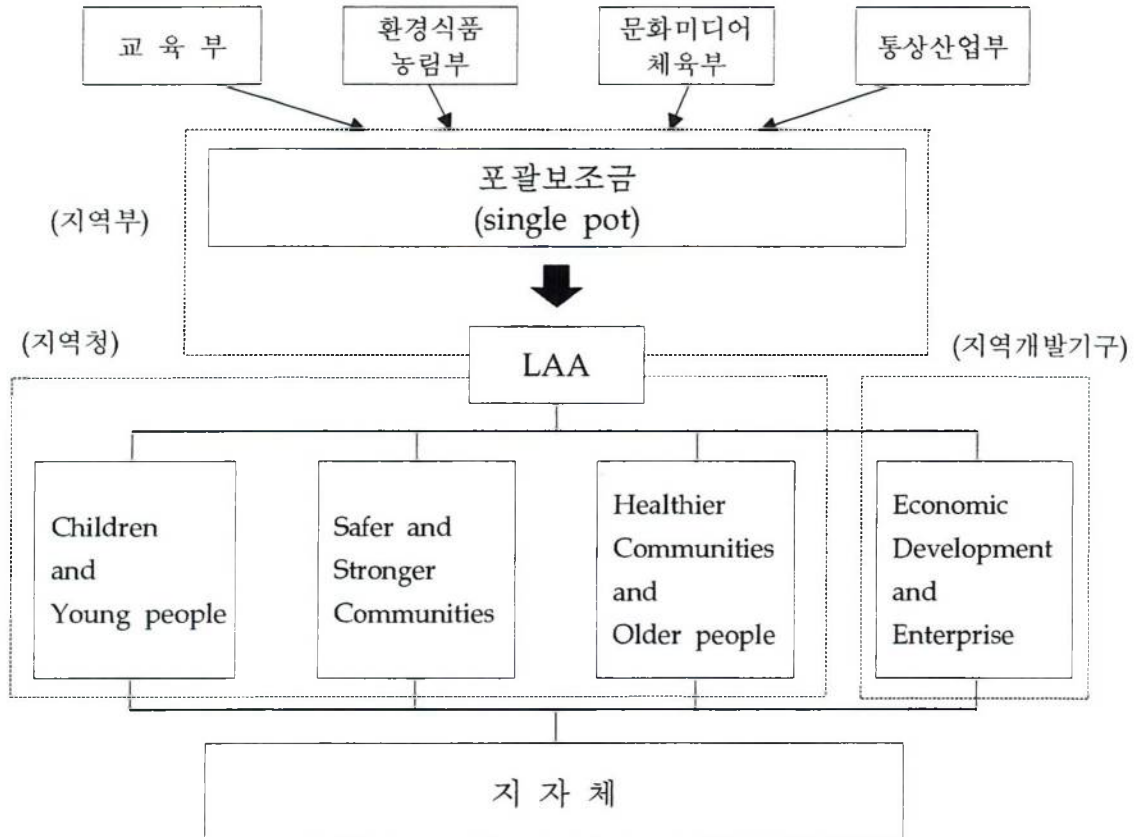 교 육 부
환경식품
농림부
문화미디어
체육부
통상산업부
포괄보조금
(single pot)
(지역부)
(지역청)
LAA
(지역개발기구)
Children
and
Young people
Safer and
Stronger
Communities
Healthier
Communities
and
Older people
Economic
Development
and
Enterprise
지 자 체